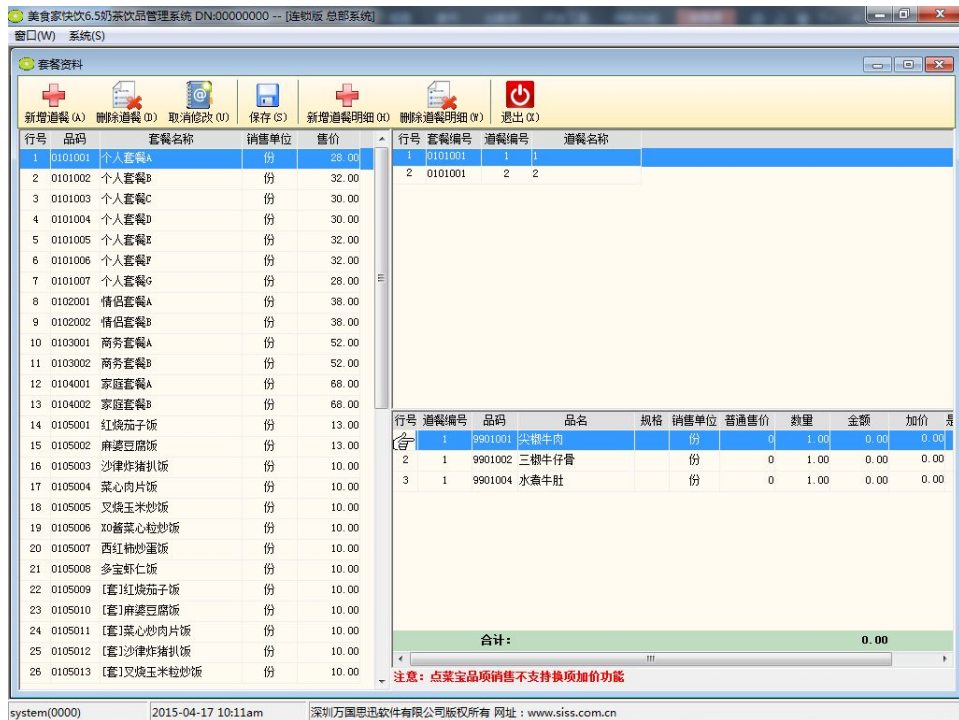 美食家快饮6.5奶茶饮品管理系统 DN:00000000 -- [连锁版 总部系统]
窗口(W) 系统(S)
套餐资料
新增道餐(A) 删除道餐(D) 取消修改(U) 保存(S) 新增道餐明细(H) 删除道餐明细(W) 退出(X)
行号 品码 套餐名称 销售单位 售价
1 0101001 个人套餐A 份 28.00
2 0101002 个人套餐B 份 32.00
3 0101003 个人套餐C 份 30.00
4 0101004 个人套餐D 份 30.00
5 0101005 个人套餐E 份 32.00
6 0101006 个人套餐F 份 32.00
7 0101007 个人套餐G 份 28.00
8 0102001 情侣套餐A 份 38.00
9 0102002 情侣套餐B 份 38.00
10 0103001 商务套餐A 份 52.00
11 0103002 商务套餐B 份 52.00
12 0104001 家庭套餐A 份 68.00
13 0104002 家庭套餐B 份 68.00
14 0105001 红烧茄子饭 份 13.00
15 0105002 麻婆豆腐饭 份 13.00
16 0105003 沙律炸猪扒饭 份 10.00
17 0105004 菜心肉片饭 份 10.00
18 0105005 叉烧玉米炒饭 份 10.00
19 0105006 XO酱菜心粒炒饭 份 10.00
20 0105007 西红柿炒蛋饭 份 10.00
21 0105008 多宝虾仁饭 份 10.00
22 0105009 [套]红烧茄子饭 份 10.00
23 0105010 [套]麻婆豆腐饭 份 10.00
24 0105011 [套]菜心炒肉片饭 份 10.00
25 0105012 [套]沙律炸猪扒饭 份 10.00
26 0105013 [套]叉烧玉米粒炒饭 份 10.00
行号 套餐编号 道餐编号 道餐名称
1 0101001 1 1
2 0101001 2 2
行号 道餐编号 品码 品名 规格 销售单位 普通售价 数量 金额 加价 是
1 9901001 尖椒牛肉 份 0 1.00 0.00 0.00
2 1 9901002 三椒牛仔骨 份 0 1.00 0.00 0.00
3 1 9901004 水煮牛肚 份 0 1.00 0.00 0.00
合计: 0.00
注意:点菜宝品项销售不支持换项加价功能
system(0000) 2015-04-17 10:11am 深圳万国思迅软件有限公司版权所有 网址:www.siss.com.cn